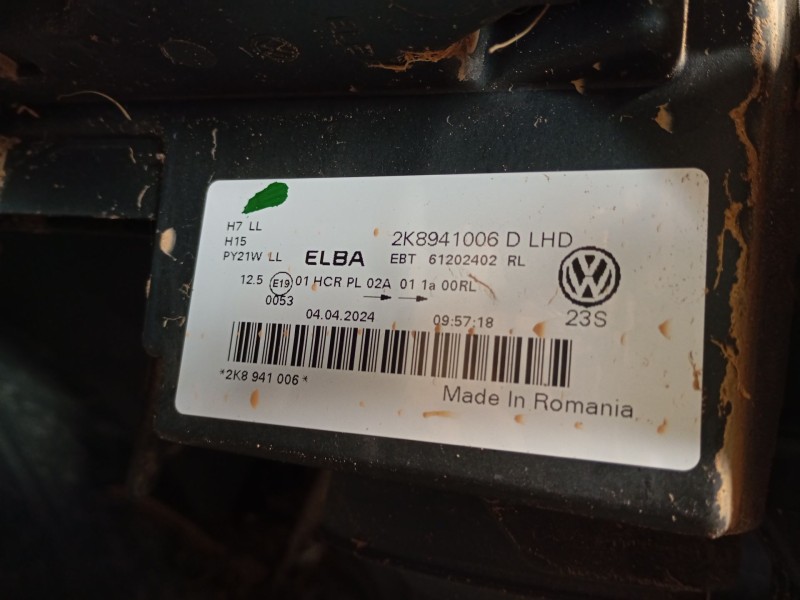 H7 LL
H15
PY21W LL
ELBA
2K8941006 D LHD
EBT 61202402 RL
12.5 E19 01 HCR PL 02A 01 1a 00RL
0053
04.04.2024 09:57:18
23S
*2K8 941 006*
Made In Romania